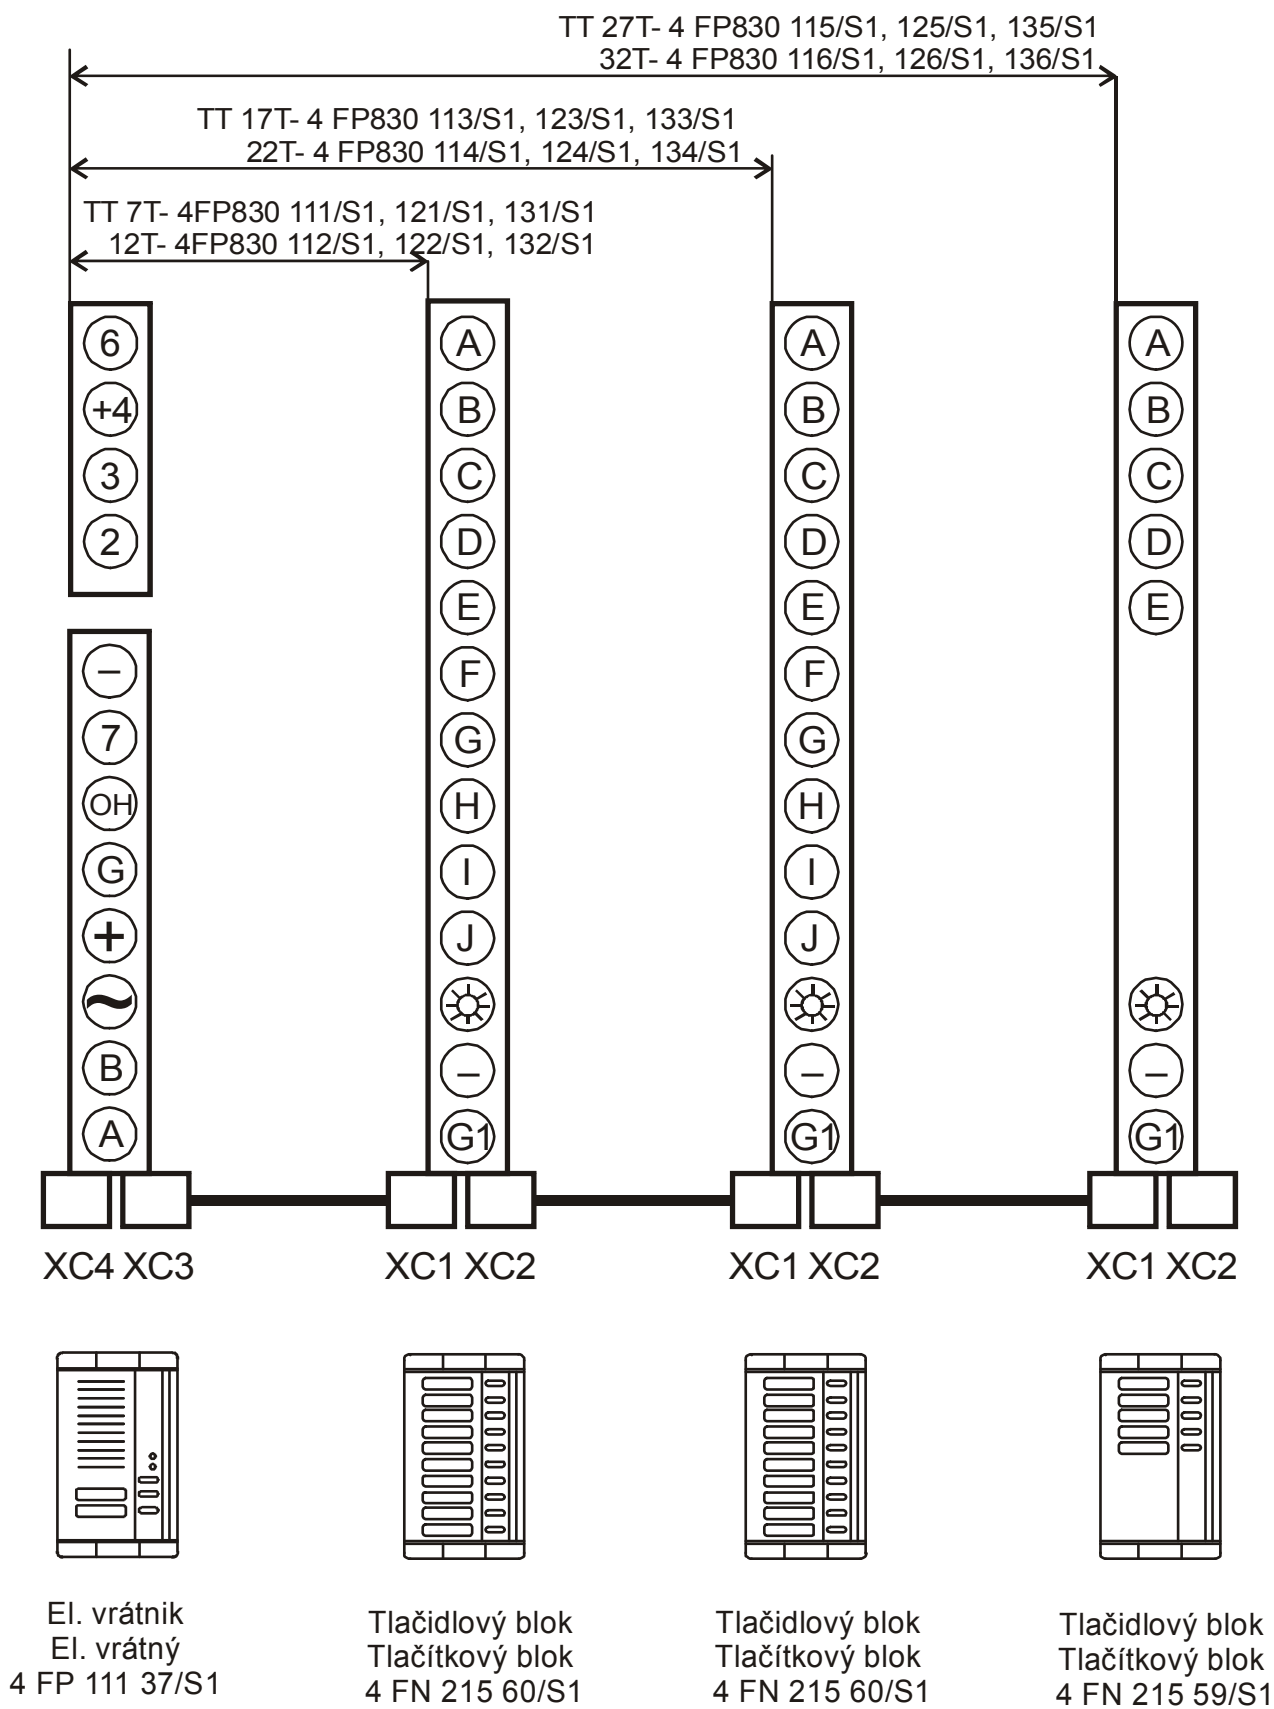 TT 27T- 4 FP830 115/S1, 125/S1, 135/S1
32T- 4 FP830 116/S1, 126/S1, 136/S1
TT 17T- 4 FP830 113/S1, 123/S1, 133/S1
22T- 4 FP830 114/S1, 124/S1, 134/S1
TT 7T- 4FP830 111/S1, 121/S1, 131/S1
12T- 4FP830 112/S1, 122/S1, 132/S1
6
+4
3
2
–
7
OH
G
+
~
B
A
A
B
C
D
E
F
G
H
I
J
–
G1
A
B
C
D
E
F
G
H
I
J
–
G1
A
B
C
D
E
–
G1
XC4 XC3
XC1 XC2
XC1 XC2
XC1 XC2
El. vrátnik
El. vrátný
4 FP 111 37/S1
Tlačidlový blok
Tlačítkový blok
4 FN 215 60/S1
Tlačidlový blok
Tlačítkový blok
4 FN 215 60/S1
Tlačidlový blok
Tlačítkový blok
4 FN 215 59/S1